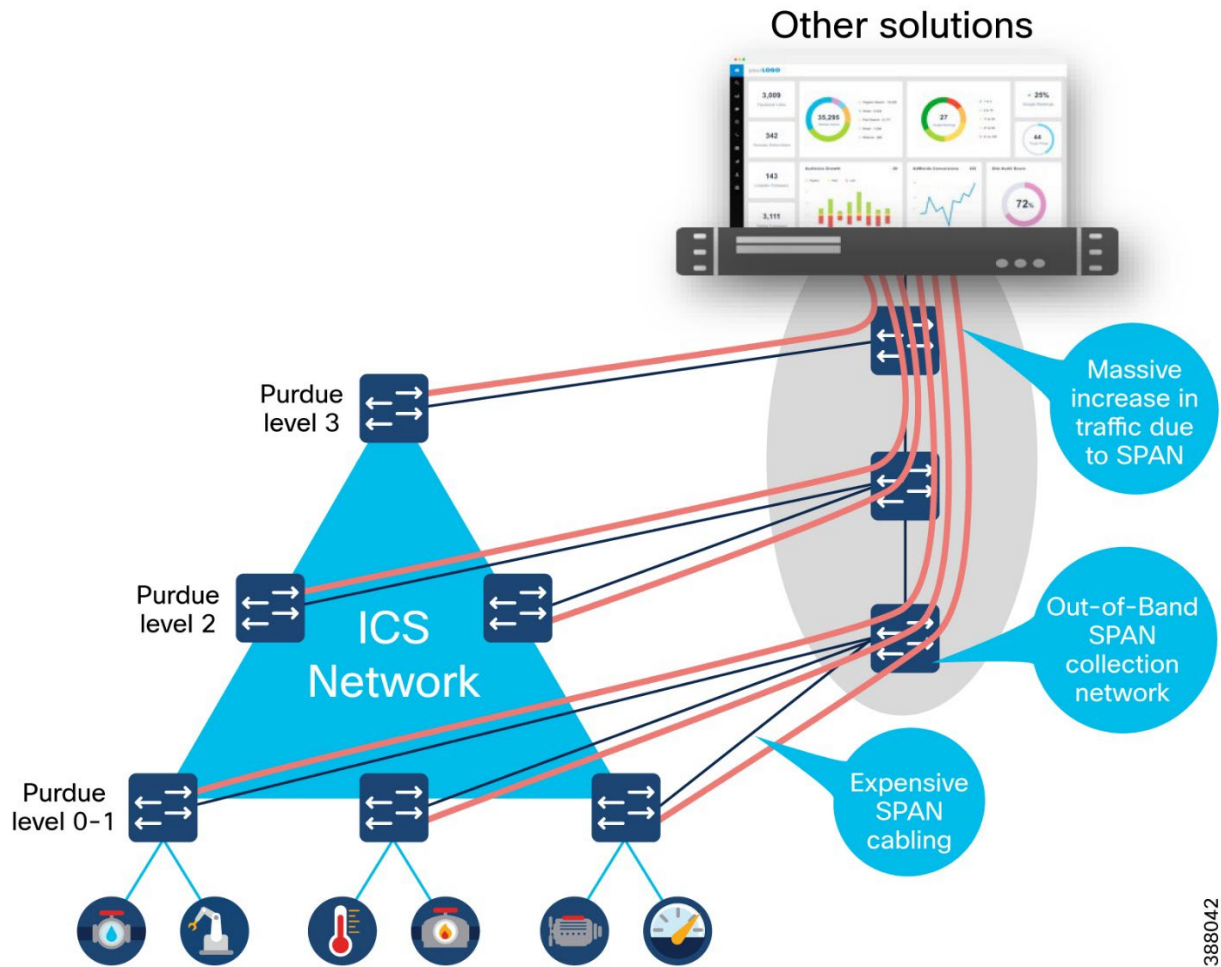 Other solutions
3,009
35,295
27
25%
342
44
143
3,111
72%
Purdue
level 3
Massive
increase in
traffic due
to SPAN
Purdue
level 2
ICS
Network
Out-of-Band
SPAN
collection
network
Purdue
level 0-1
Expensive
SPAN
cabling
388042